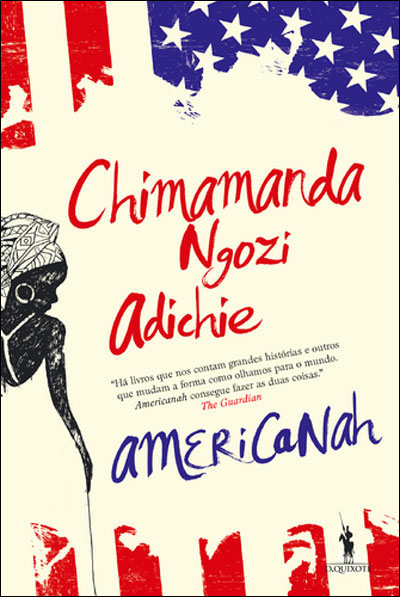 Chimamanda
Ngozi
Adichie
“Há livros que nos contam grandes histórias e outros
que mudam a forma como olhamos para o mundo.
Americanah consegue fazer as duas coisas.”
The Guardian
aMERiCaNah
D.QUIXOTE